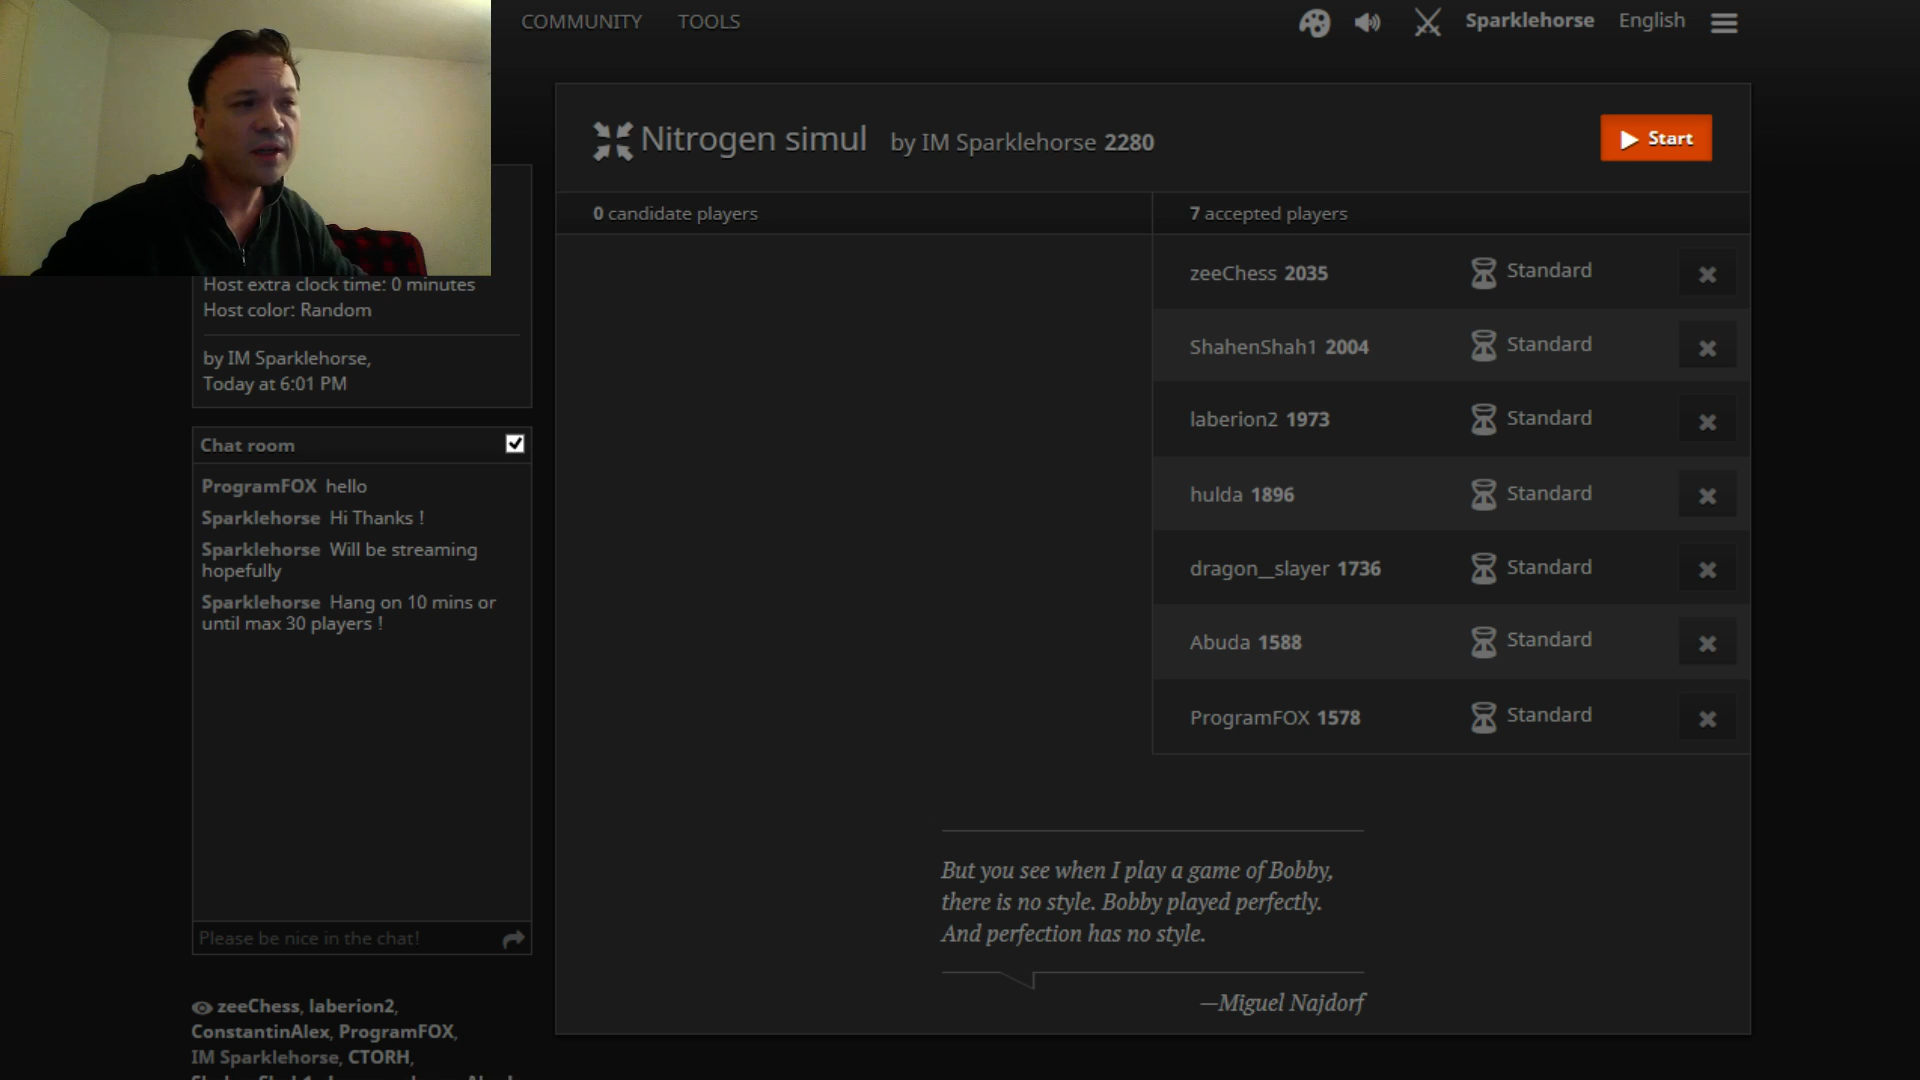 COMMUNITY TOOLS
Sparklehorse English
Nitrogen simul by IM Sparklehorse 2280
Start
0 candidate players
7 accepted players
zeeChess 2035 Standard
ShahenShah1 2004 Standard
laberion2 1973 Standard
hulda 1896 Standard
dragon__slayer 1736 Standard
Abuda 1588 Standard
ProgramFOX 1578 Standard
Host extra clock time: 0 minutes
Host color: Random
by IM Sparklehorse,
Today at 6:01 PM
Chat room
ProgramFOX hello
Sparklehorse Hi Thanks !
Sparklehorse Will be streaming
hopefully
Sparklehorse Hang on 10 mins or
until max 30 players !
Please be nice in the chat!
zeeChess, laberion2,
ConstantinAlex, ProgramFOX,
IM Sparklehorse, CTORH,
But you see when I play a game of Bobby,
there is no style. Bobby played perfectly.
And perfection has no style.
—Miguel Najdorf